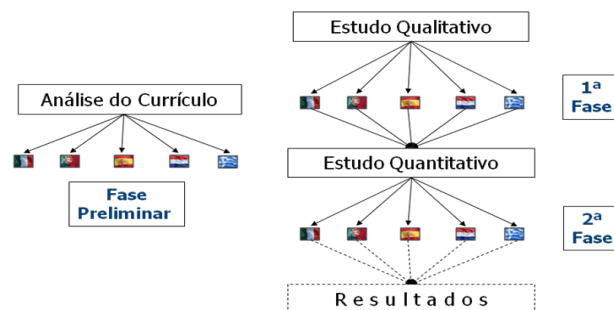 Análise do Currículo
Fase
Preliminar
Estudo Qualitativo
1ª
Fase
Estudo Quantitativo
2ª
Fase
Resultados